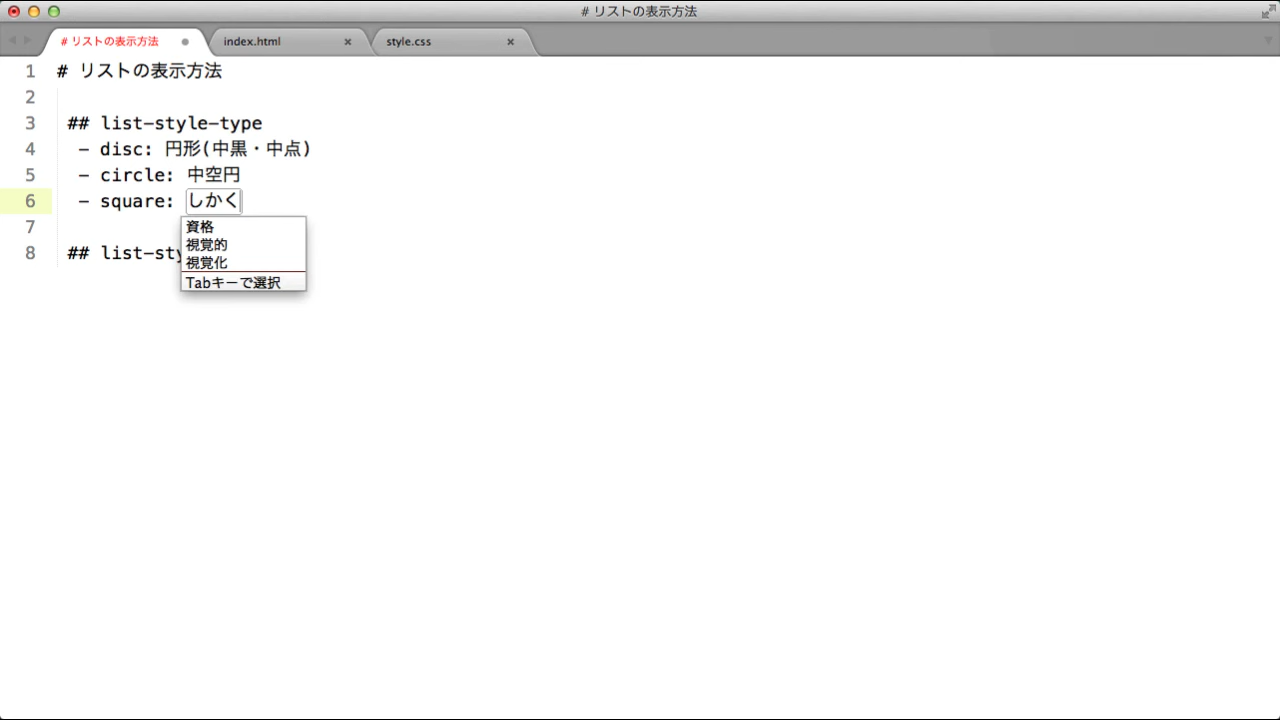 # リストの表示方法
# リストの表示方法
index.html
style.css
1 # リストの表示方法
2
3 ## list-style-type
4 - disc: 円形(中黒・中点)
5 - circle: 中空円
6 - square: しかく
資格
7
視覚的
8 ## list-sty
視覚化
Tabキーで選択